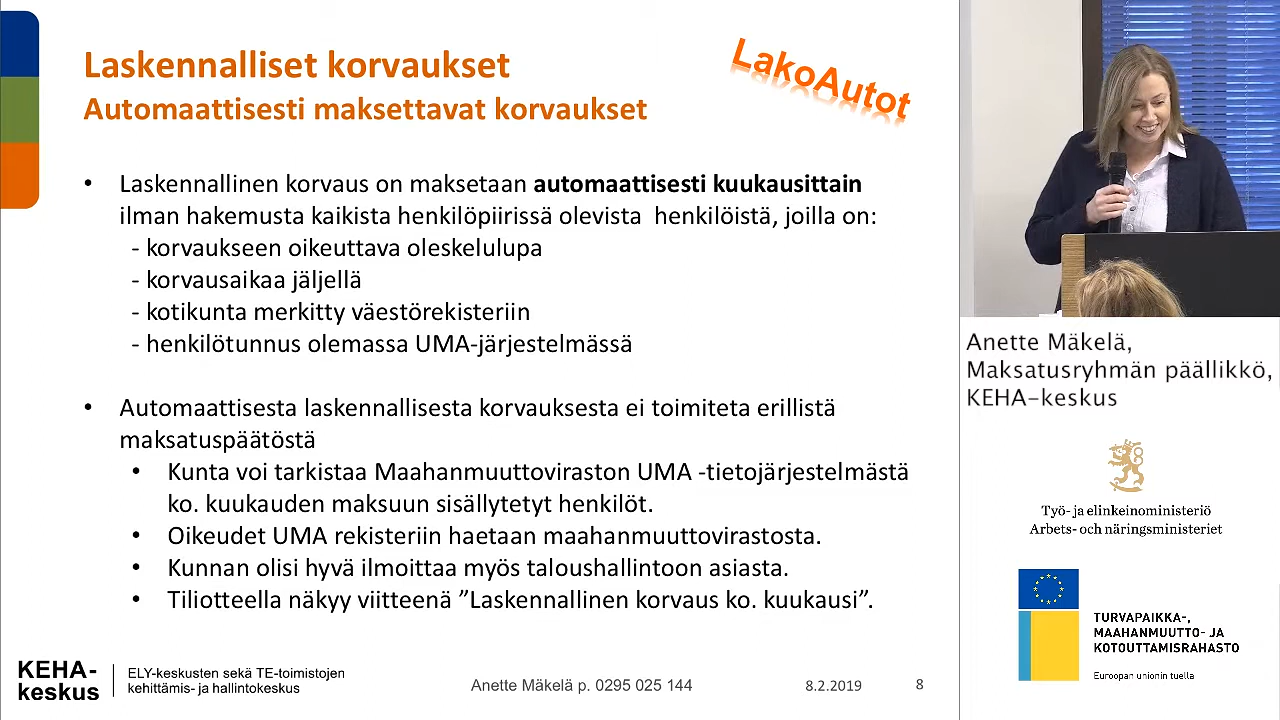 Laskennalliset korvaukset
Automaattisesti maksettavat korvaukset
LakoAutot
• Laskennallinen korvaus on maksetaan automaattisesti kuukausittain
ilman hakemusta kaikista henkilöpiirissä olevista henkilöistä, joilla on:
- korvaukseen oikeuttava oleskelulupa
- korvausaikaa jäljellä
- kotikunta merkitty väestörekisteriin
- henkilötunnus olemassa UMA-järjestelmässä
• Automaattisesta laskennallisesta korvauksesta ei toimiteta erillistä
maksatuspäätöstä
• Kunta voi tarkistaa Maahanmuuttoviraston UMA -tietojärjestelmästä
ko. kuukauden maksuun sisällytetyt henkilöt.
• Oikeudet UMA rekisteriin haetaan maahanmuuttovirastosta.
• Kunnan olisi hyvä ilmoittaa myös taloushallintoon asiasta.
• Tiliotteella näkyy viitteenä ”Laskennallinen korvaus ko. kuukausi”.
KEHA-
keskus
ELY-keskusten sekä TE-toimistojen
kehittämis- ja hallintokeskus
Anette Mäkelä p. 0295 025 144
8.2.2019
8
Anette Mäkelä,
Maksatusryhmän päällikkö,
KEHA-keskus
Työ- ja elinkeinoministeriö
Arbets- och näringsministeriet
TURVAPAIKKA-,
MAAHANMUUTTO- JA
KOTOUTTAMISRAHASTO
Euroopan unionin tuella